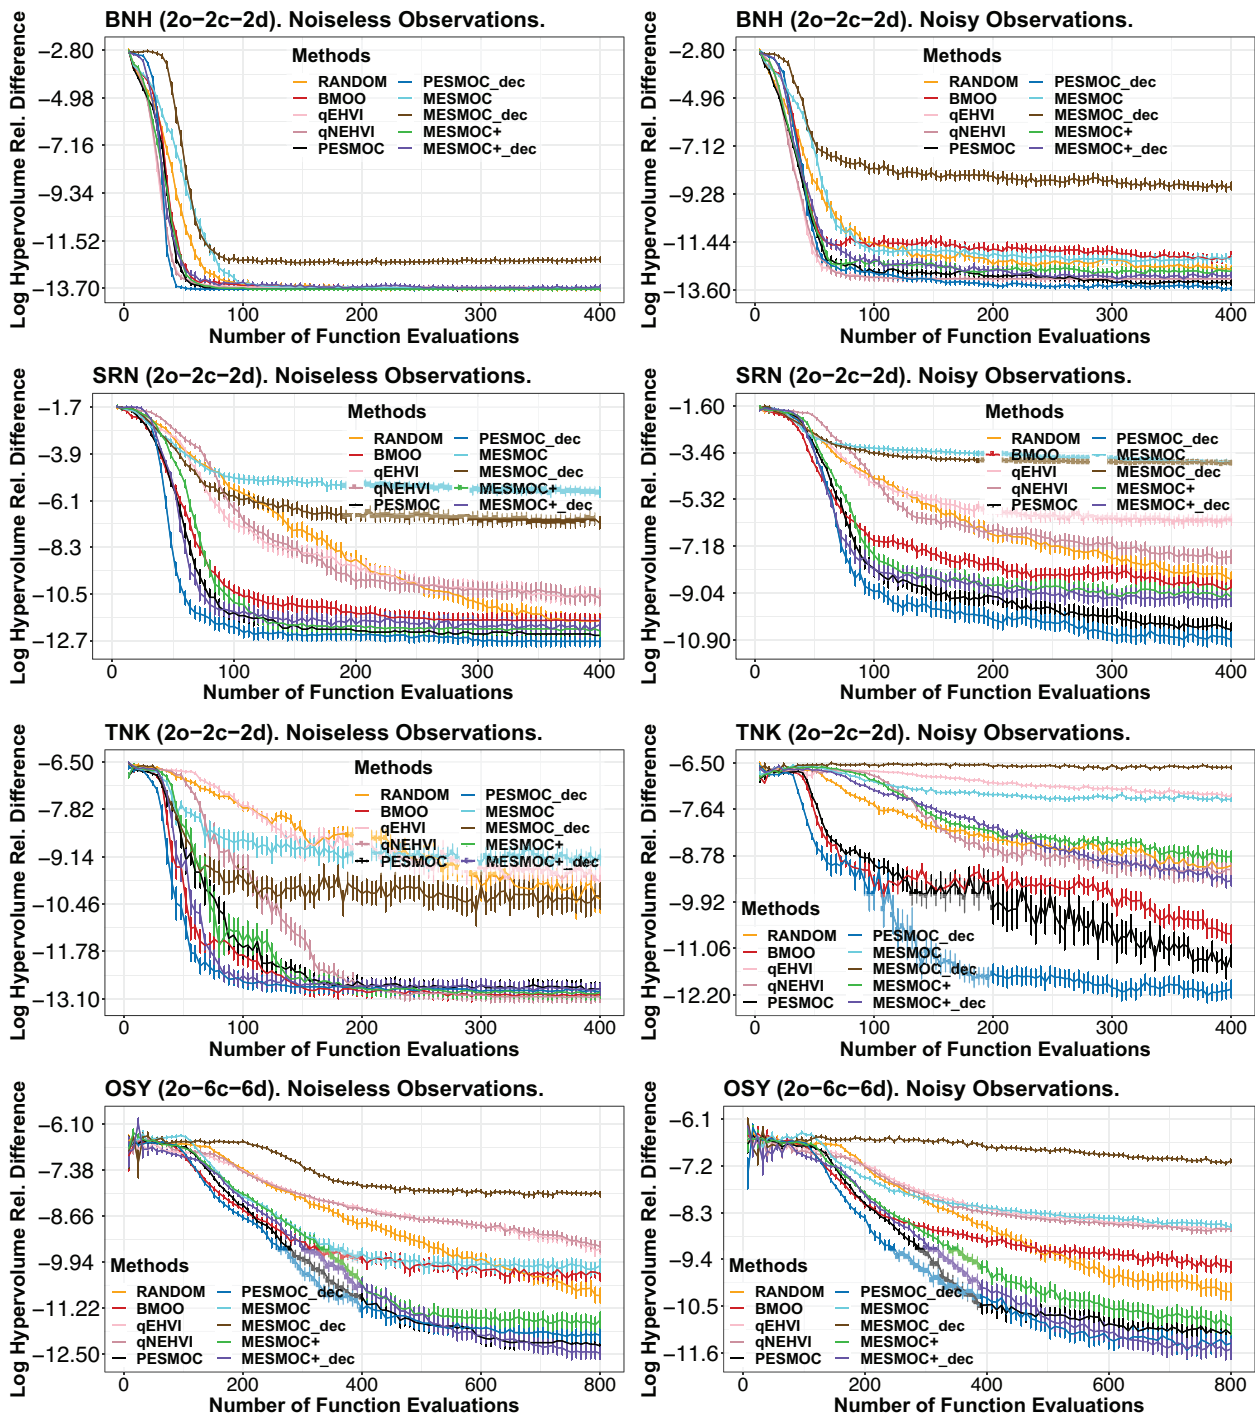 BNH (2o−2c−2d). Noiseless Observations.
Log Hypervolume Rel. Difference
−2.80
−4.98
−7.16
−9.34
−11.52
−13.70
Methods
RANDOM PESMOC_dec
BMOO MESMOC
qEHVI MESMOC_dec
qNEHVI MESMOC+
PESMOC MESMOC+_dec
0 100 200 300 400
Number of Function Evaluations
BNH (2o−2c−2d). Noisy Observations.
Log Hypervolume Rel. Difference
−2.80
−4.96
−7.12
−9.28
−11.44
−13.60
Methods
RANDOM PESMOC_dec
BMOO MESMOC
qEHVI MESMOC_dec
qNEHVI MESMOC+
PESMOC MESMOC+_dec
0 100 200 300 400
Number of Function Evaluations
SRN (2o−2c−2d). Noiseless Observations.
Log Hypervolume Rel. Difference
−1.7
−3.9
−6.1
−8.3
−10.5
−12.7
Methods
RANDOM PESMOC_dec
BMOO MESMOC
qEHVI MESMOC_dec
qNEHVI MESMOC+
PESMOC MESMOC+_dec
0 100 200 300 400
Number of Function Evaluations
SRN (2o−2c−2d). Noisy Observations.
Log Hypervolume Rel. Difference
−1.60
−3.46
−5.32
−7.18
−9.04
−10.90
Methods
RANDOM PESMOC_dec
BMOO MESMOC
qEHVI MESMOC_dec
qNEHVI MESMOC+
PESMOC MESMOC+_dec
0 100 200 300 400
Number of Function Evaluations
TNK (2o−2c−2d). Noiseless Observations.
Log Hypervolume Rel. Difference
−6.50
−7.82
−9.14
−10.46
−11.78
−13.10
Methods
RANDOM PESMOC_dec
BMOO MESMOC
qEHVI MESMOC_dec
qNEHVI MESMOC+
PESMOC MESMOC+_dec
0 100 200 300 400
Number of Function Evaluations
TNK (2o−2c−2d). Noisy Observations.
Log Hypervolume Rel. Difference
−6.50
−7.64
−8.78
−9.92
−11.06
−12.20
Methods
RANDOM PESMOC_dec
BMOO MESMOC
qEHVI MESMOC_dec
qNEHVI MESMOC+
PESMOC MESMOC+_dec
0 100 200 300 400
Number of Function Evaluations
OSY (2o−6c−6d). Noiseless Observations.
Log Hypervolume Rel. Difference
−6.10
−7.38
−8.66
−9.94
−11.22
−12.50
Methods
RANDOM PESMOC_dec
BMOO MESMOC
qEHVI MESMOC_dec
qNEHVI MESMOC+
PESMOC MESMOC+_dec
0 200 400 600 800
Number of Function Evaluations
OSY (2o−6c−6d). Noisy Observations.
Log Hypervolume Rel. Difference
−6.1
−7.2
−8.3
−9.4
−10.5
−11.6
Methods
RANDOM PESMOC_dec
BMOO MESMOC
qEHVI MESMOC_dec
qNEHVI MESMOC+
PESMOC MESMOC+_dec
0 200 400 600 800
Number of Function Evaluations